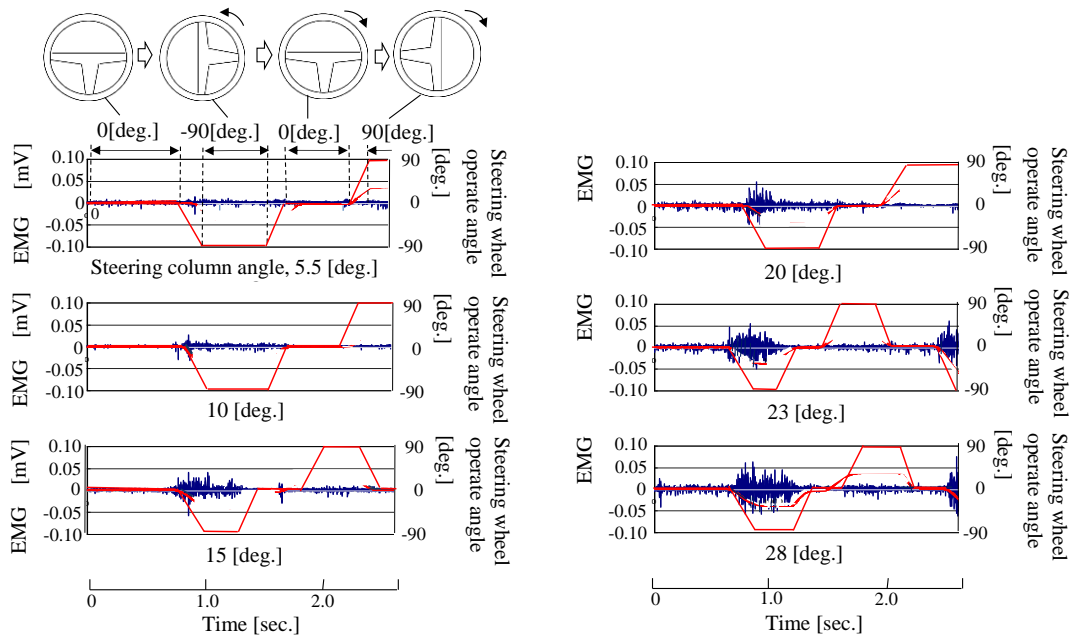 0[deg.] -90[deg.] 0[deg.] 90[deg.]
EMG [mV]
0.10
0.05
0
-0.05
-0.10
0
0
90
0
-90
[deg.]
Steering wheel
operate angle
Steering column angle, 5.5 [deg.]
EMG [mV]
0.10
0.05
0
-0.05
-0.10
0
90
0
-90
[deg.]
Steering wheel
operate angle
10 [deg.]
EMG [mV]
0.10
0.05
0
-0.05
-0.10
0
90
0
-90
[deg.]
Steering wheel
operate angle
15 [deg.]
0 1.0 2.0
Time [sec.]
EMG
0.10
0.05
0
-0.05
-0.10
0
90
0
-90
[deg.]
Steering wheel
operate angle
20 [deg.]
EMG
0.10
0.05
0
-0.05
-0.10
0
90
0
-90
[deg.]
Steering wheel
operate angle
23 [deg.]
EMG
0.10
0.05
0
-0.05
-0.10
0
90
0
-90
[deg.]
Steering wheel
operate angle
28 [deg.]
0 1.0 2.0
Time [sec.]